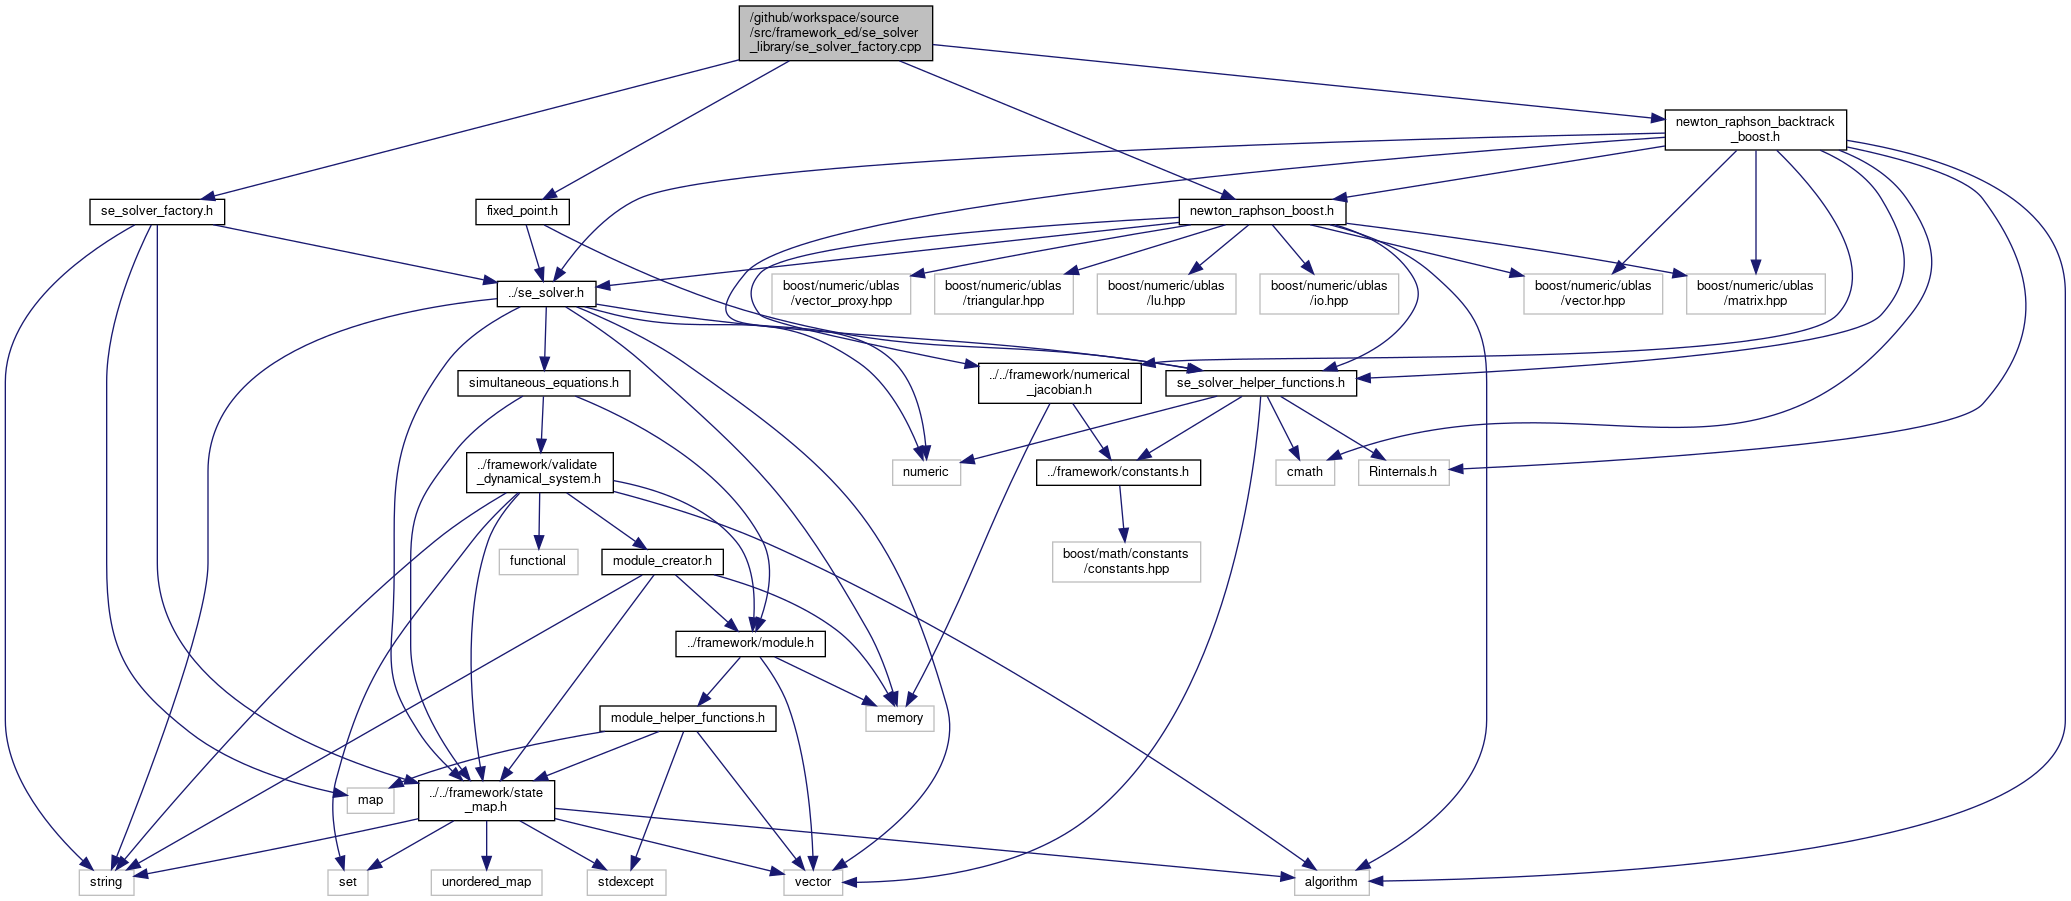 /github/workspace/source
/src/framework_ed/se_solver
_library/se_solver_factory.cpp
newton_raphson_backtrack
_boost.h
se_solver_factory.h
fixed_point.h
newton_raphson_boost.h
../se_solver.h
boost/numeric/ublas
/vector_proxy.hpp
boost/numeric/ublas
/triangular.hpp
boost/numeric/ublas
/lu.hpp
boost/numeric/ublas
/io.hpp
boost/numeric/ublas
/vector.hpp
boost/numeric/ublas
/matrix.hpp
simultaneous_equations.h
../../framework/numerical
_jacobian.h
se_solver_helper_functions.h
../framework/validate
_dynamical_system.h
numeric
../framework/constants.h
cmath
Rinternals.h
functional
module_creator.h
boost/math/constants
/constants.hpp
../framework/module.h
module_helper_functions.h
memory
map
../../framework/state
_map.h
string
set
unordered_map
stdexcept
vector
algorithm